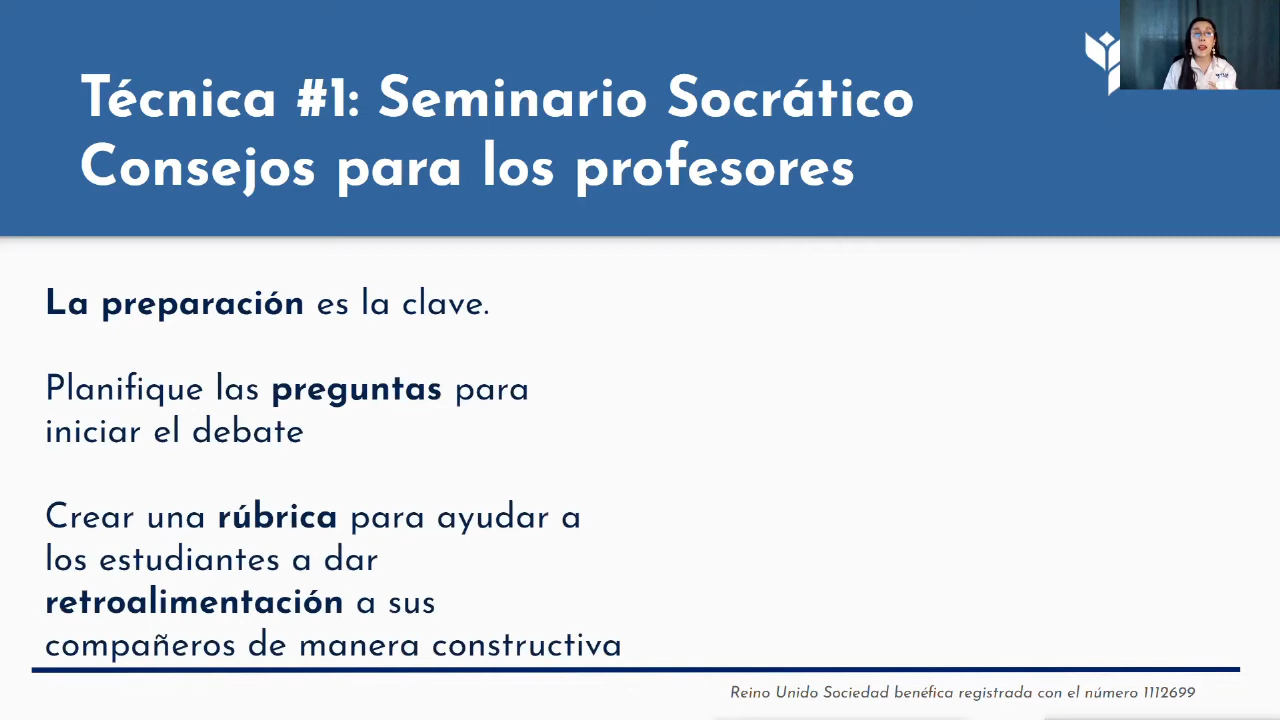 Técnica #1: Seminario Socrático
Consejos para los profesores
La preparación es la clave.
Planifique las preguntas para
iniciar el debate
Crear una rúbrica para ayudar a
los estudiantes a dar
retroalimentación a sus
compañeros de manera constructiva
Reino Unido Sociedad benéfica registrada con el número 1112699